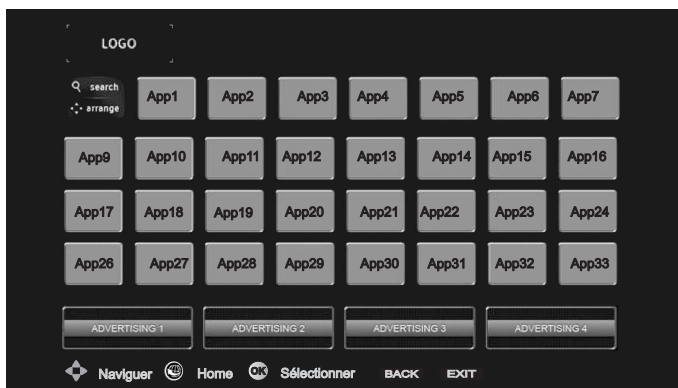 LOGO
search
arrange
App1 App2 App3 App4 App5 App6 App7
App9 App10 App11 App12 App13 App14 App15 App16
App17 App18 App19 App20 App21 App22 App23 App24
App26 App27 App28 App29 App30 App31 App32 App33
ADVERTISING 1 ADVERTISING 2 ADVERTISING 3 ADVERTISING 4
Naviguer Home OK Sélectionner BACK EXIT